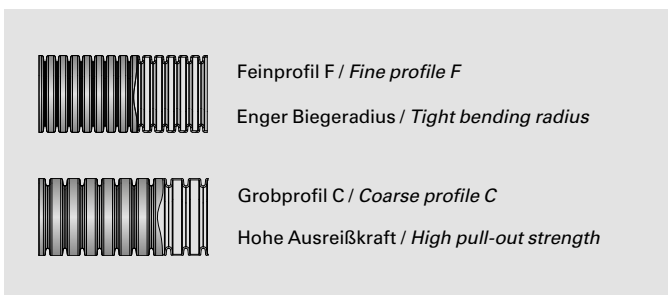 Feinprofil F / Fine profile F
Enger Biegeradius / Tight bending radius
Grobprofil C / Coarse profile C
Hohe Ausreißkraft / High pull-out strength